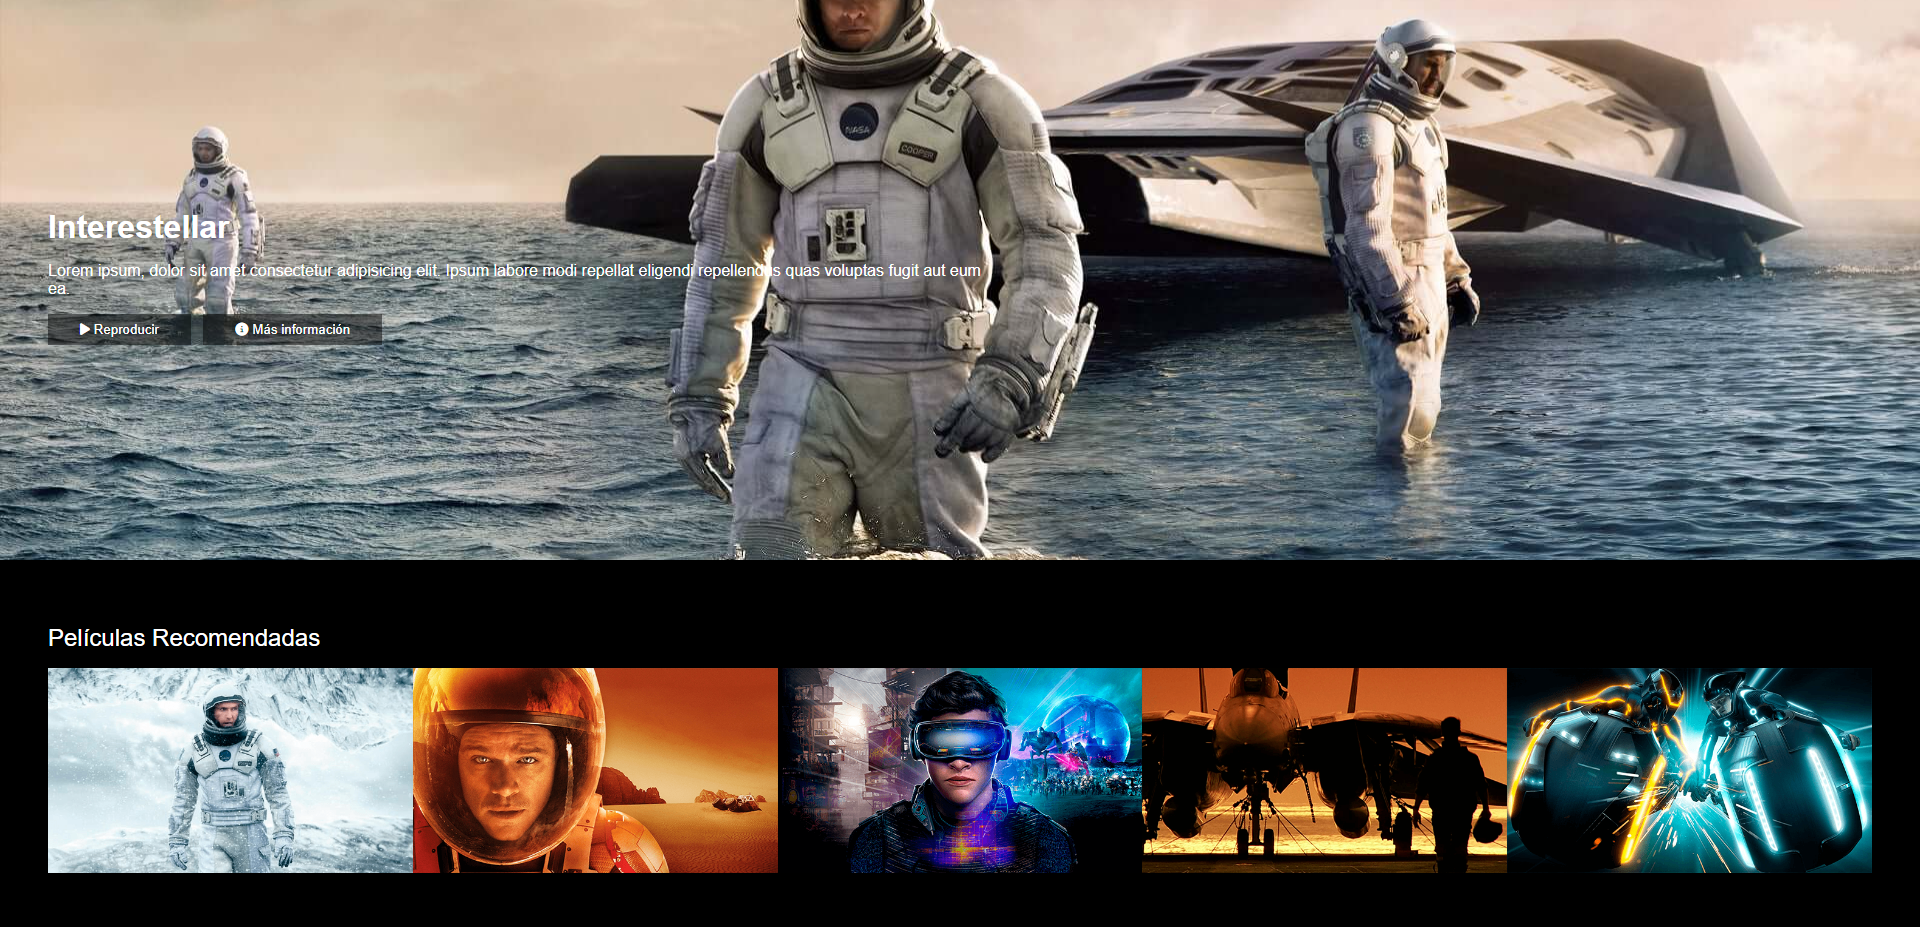 NASA
COOPER
Interestellar
Lorem ipsum, dolor sit amet consectetur adipisicing elit. Ipsum labore modi repellat eligendi repellendus quas voluptas fugit aut eum
ea.
Reproducir
Más información
Películas Recomendadas